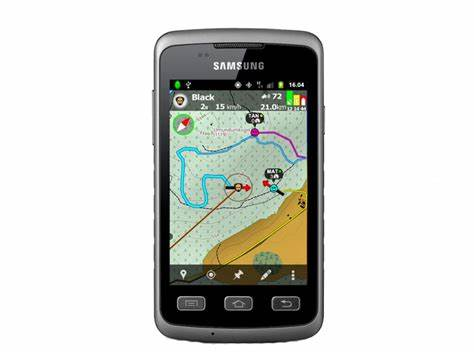 SAMSUNG
16.04
Black
72
2x 15 km/h 21.0km
TAN
MAT